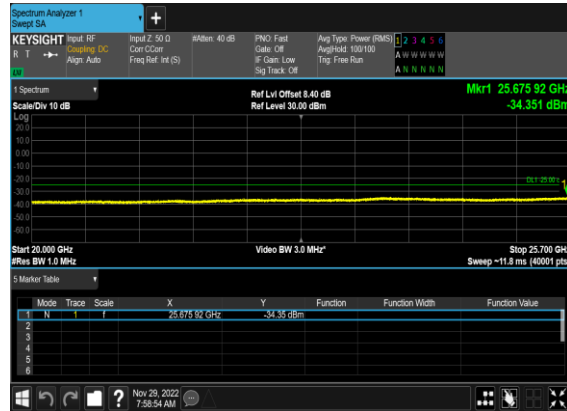 Spectrum Analyzer 1
Swept SA
+
KEYSIGHT Input: RF Input Z: 50 Ω #Atten: 40 dB PNO: Fast Avg Type: Power (RMS) 1 2 3 4 5 6
R T Coupling: DC Corr CCorr Gate: Off Avg|Hold: 100/100 A W W W W W
Align: Auto Freq Ref: Int (S) IF Gain: Low Trig: Free Run
Sig Track: Off A N N N N N
1 Spectrum Ref Lvl Offset 8.40 dB Mkr1 25.675 92 GHz
Scale/Div 10 dB Ref Level 30.00 dBm -34.351 dBm
Log
20.0
10.0
0.00
-10.0
-20.0
DL1 -25.00
-30.0
-40.0
-50.0
-60.0
Start 20.000 GHz Video BW 3.0 MHz* Stop 25.700 GHz
#Res BW 1.0 MHz Sweep ~11.8 ms (40001 pts
5 Marker Table
Mode Trace Scale X Y Function Function Width Function Value
1 N 1 f 25.675 92 GHz -34.35 dBm
2
3
4
5
6
? Nov 29, 2022
7:58:54 AM